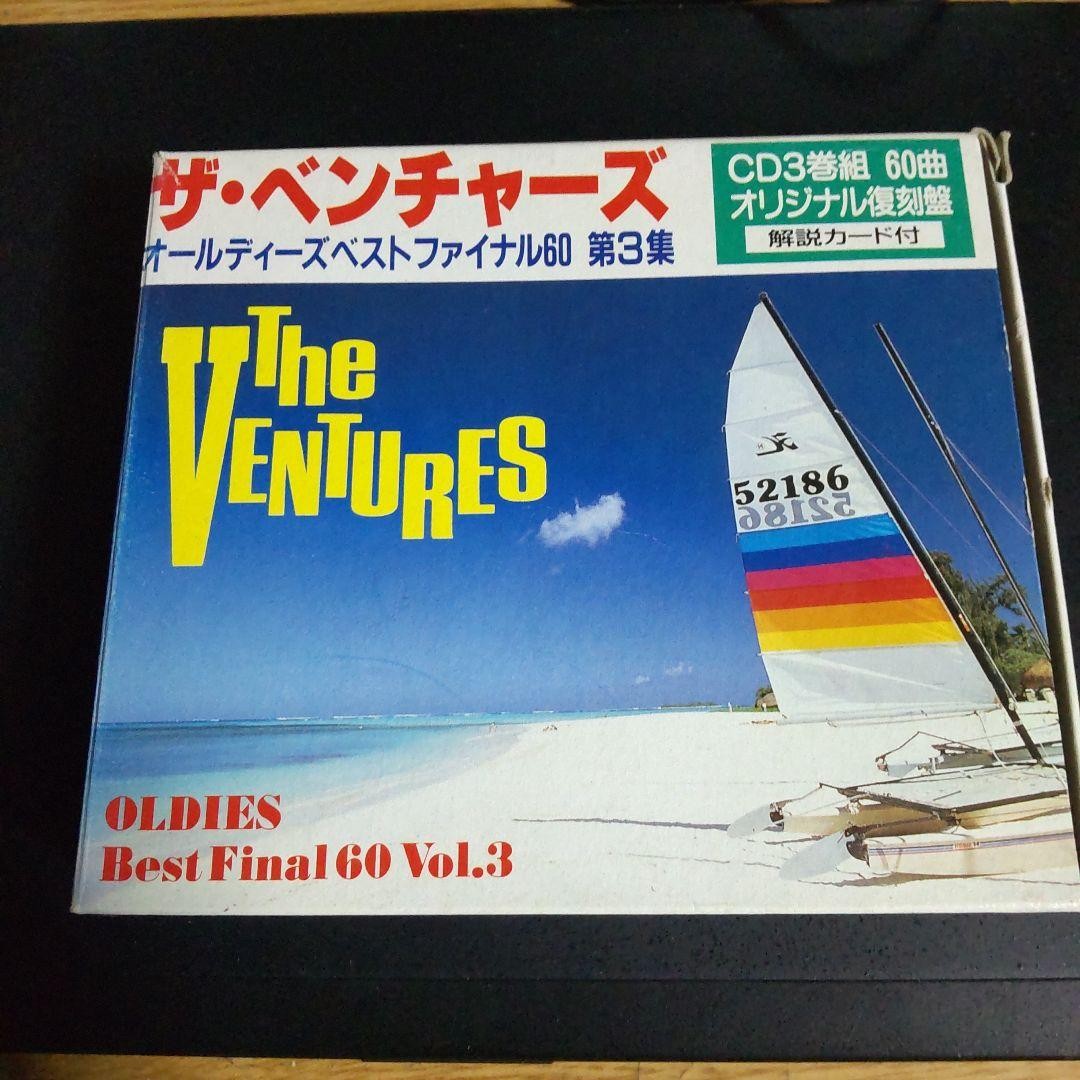 ザ・ベンチャーズ
オールディーズベストファイナル60 第3集
CD3巻組 60曲
オリジナル復刻盤
解説カード付
The
VENTURES
52186
52186
OLDIES
Best Final 60 Vol.3